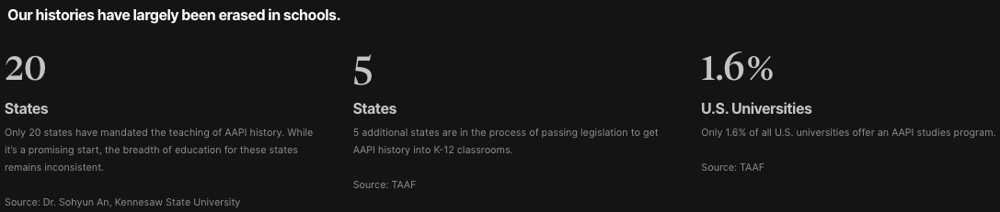 Our histories have largely been erased in schools.
20
States
Only 20 states have mandated the teaching of AAPI history. While
it's a promising start, the breadth of education for these states
remains inconsistent.
Source: Dr. Sohyun An, Kennesaw State University
5
States
5 additional states are in the process of passing legislation to get
AAPI history into K-12 classrooms.
Source: TAAF
1.6%
U.S. Universities
Only 1.6% of all U.S. universities offer an AAPI studies program.
Source: TAAF